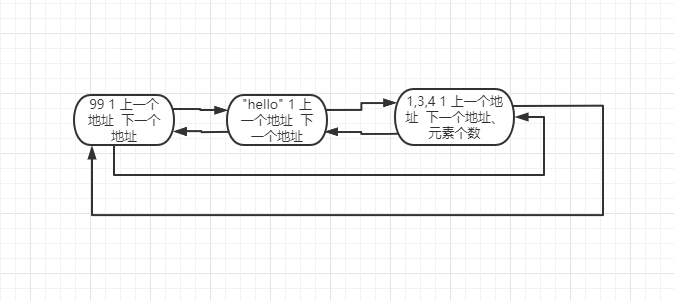 99 1 上一个
地址  下一个
地址
"hello" 1 上
一个地址  下
一个地址
1,3,4 1 上一个地
址  下一个地址、
元素个数